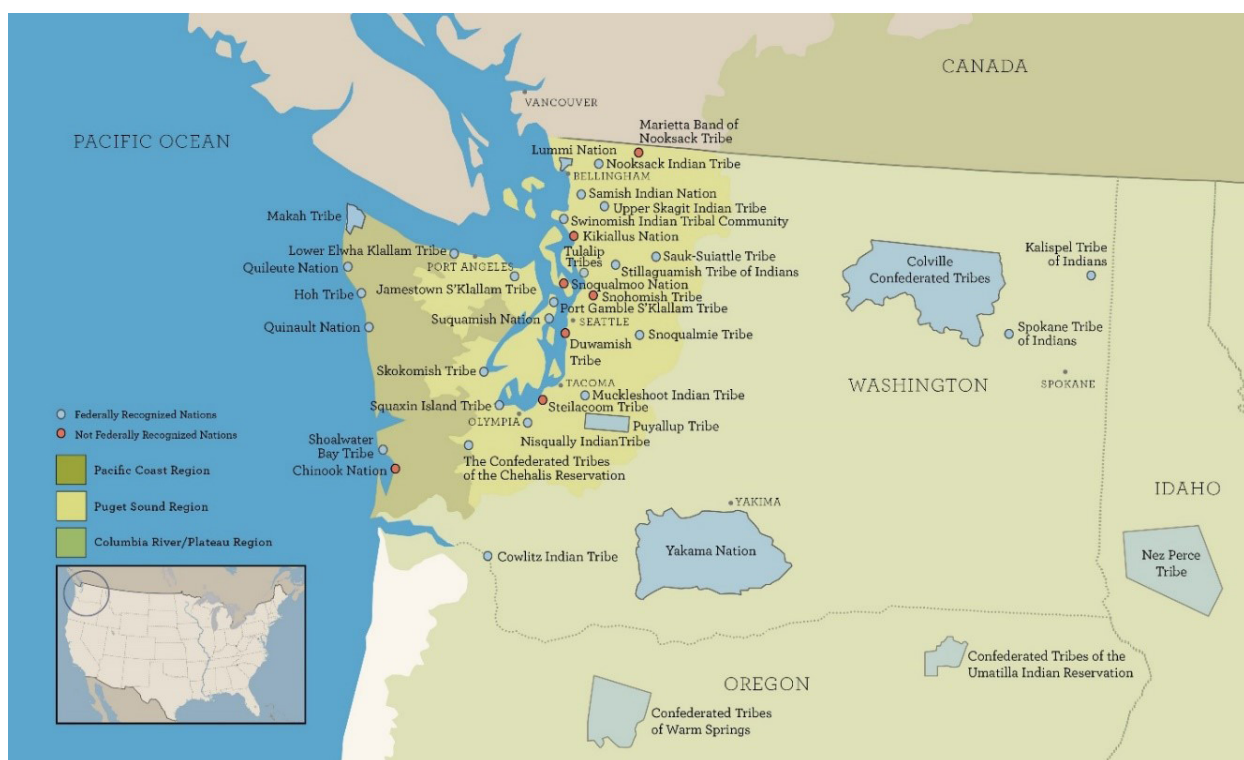 CANADA
VANCOUVER
PACIFIC OCEAN
Marietta Band of
Nooksack Tribe
Lummi Nation
Nooksack Indian Tribe
BELLINGHAM
Samish Indian Nation
Upper Skagit Indian Tribe
Makah Tribe
Swinomish Indian Tribal Community
Kikiallus Nation
Lower Elwha Klallam Tribe
Tulalip
Tribes
Sauk-Suiattle Tribe
Quileute Nation
PORT ANGELES
Stillaguamish Tribe of Indians
Jamestown S'Klallam Tribe
Snoqualmoo Nation
Hoh Tribe
Snohomish Tribe
Port Gamble S'Klallam Tribe
Suquamish Nation
SEATTLE
Quinault Nation
Duwamish
Tribe
Snoqualmie Tribe
Colville
Confederated Tribes
Kalispel Tribe
of Indians
Spokane Tribe
of Indians
Skokomish Tribe
TACOMA
WASHINGTON
SPOKANE
Muckleshoot Indian Tribe
Squaxin Island Tribe
Steilacoom Tribe
OLYMPIA
Puyallup Tribe
Nisqually IndianTribe
Federally Recognized Nations
Not Federally Recognized Nations
Shoalwater
Bay Tribe
Chinook Nation
The Confederated Tribes
of the Chehalis Reservation
Pacific Coast Region
Puget Sound Region
Columbia River/Plateau Region
YAKIMA
IDAHO
Cowlitz Indian Tribe
Yakama Nation
Nez Perce
Tribe
OREGON
Confederated Tribes of the
Umatilla Indian Reservation
Confederated Tribes
of Warm Springs